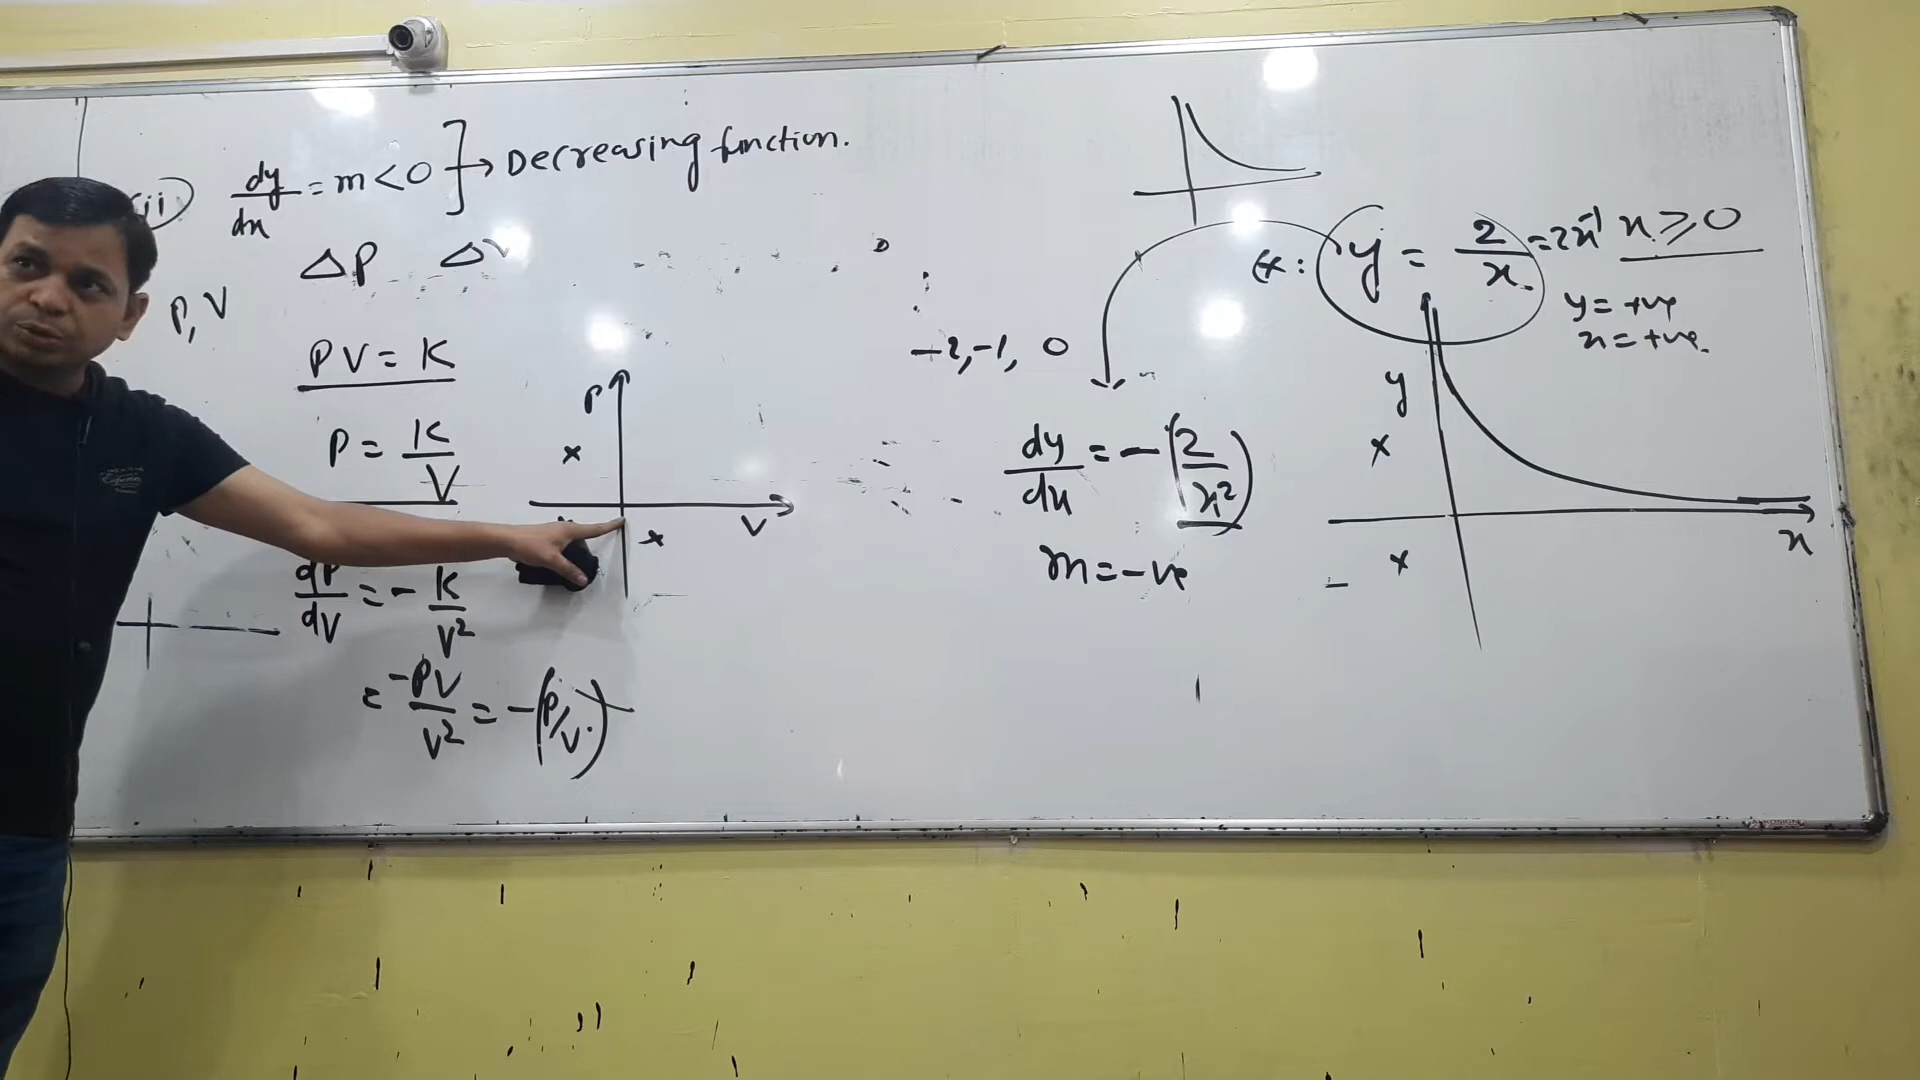 (ii) dy/dx = m < 0 ] → Decreasing function.
ΔP ΔV
P, V
PV = K
P = K/V
P
V
x
x
dP/dV = - K/V²
= -PV/V² = -(P/V)
ex: y = 2/x = 2x⁻¹ x ≥ 0
y = +ve
x = +ve.
-2, -1, 0
dy/dx = -(2/x²)
m = -ve
y
x
x
x
-